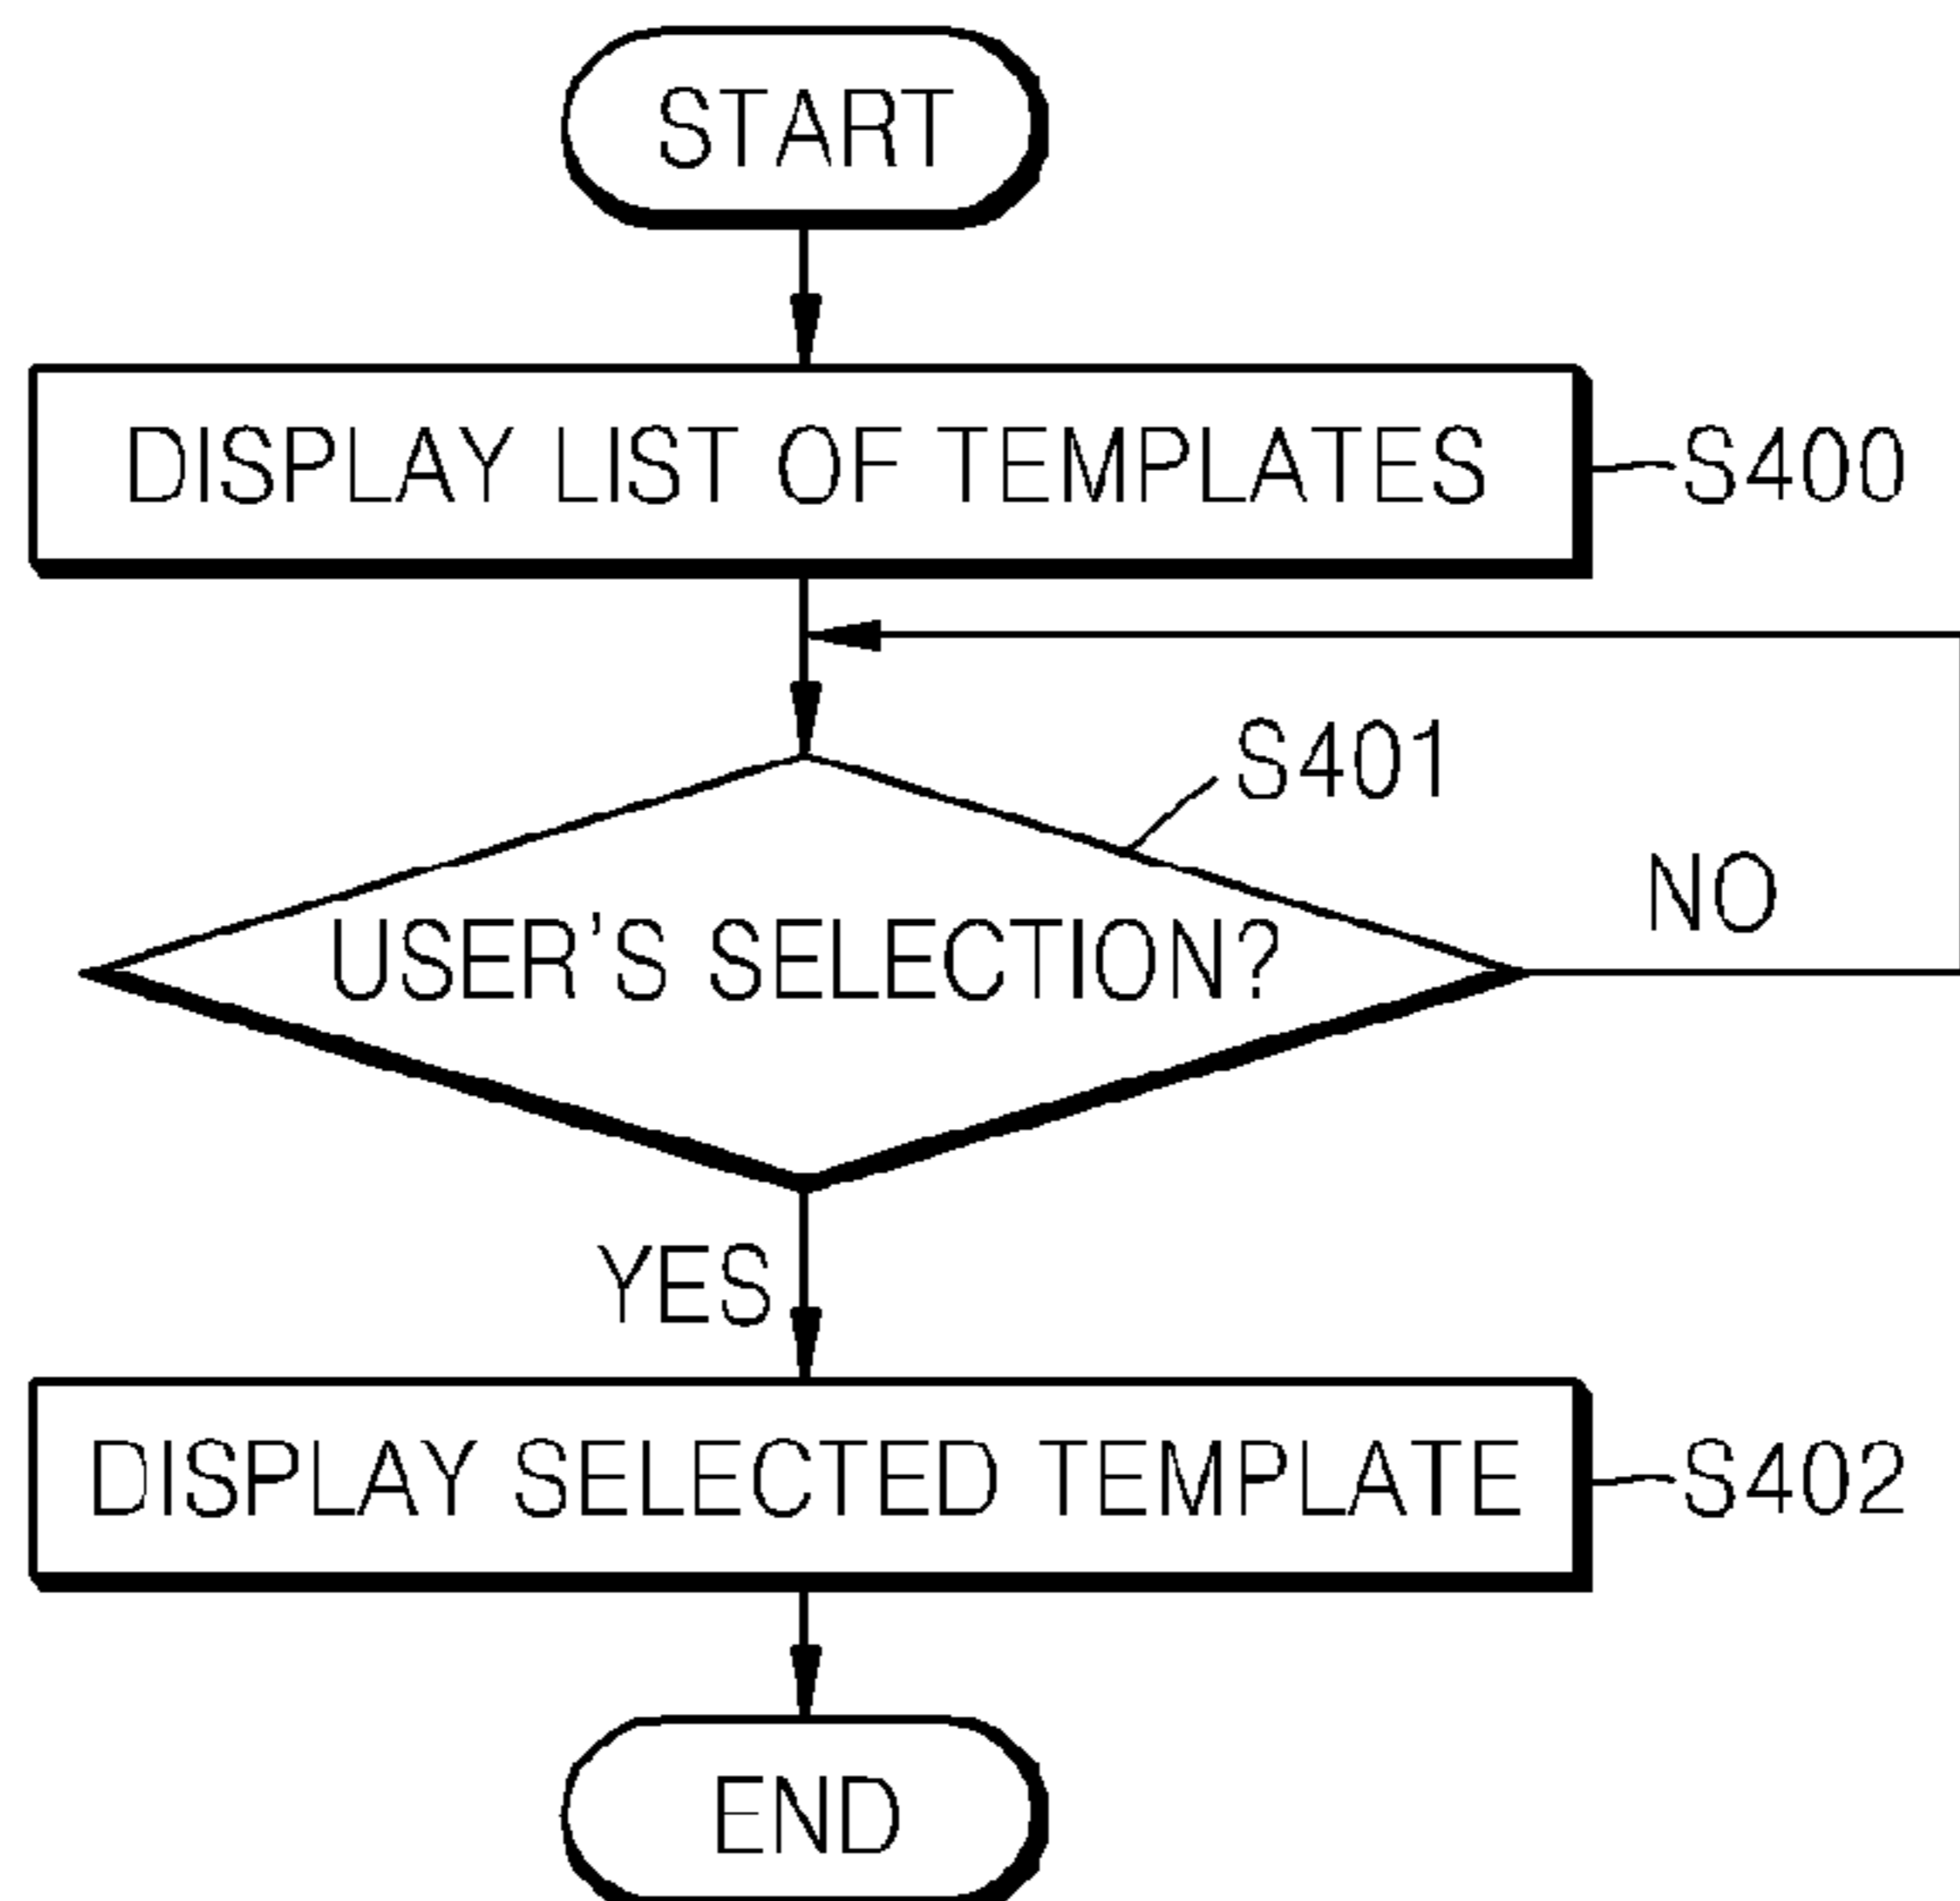 START
DISPLAY LIST OF TEMPLATES
S400
S401
NO
USER'S SELECTION?
YES
DISPLAY SELECTED TEMPLATE
S402
END